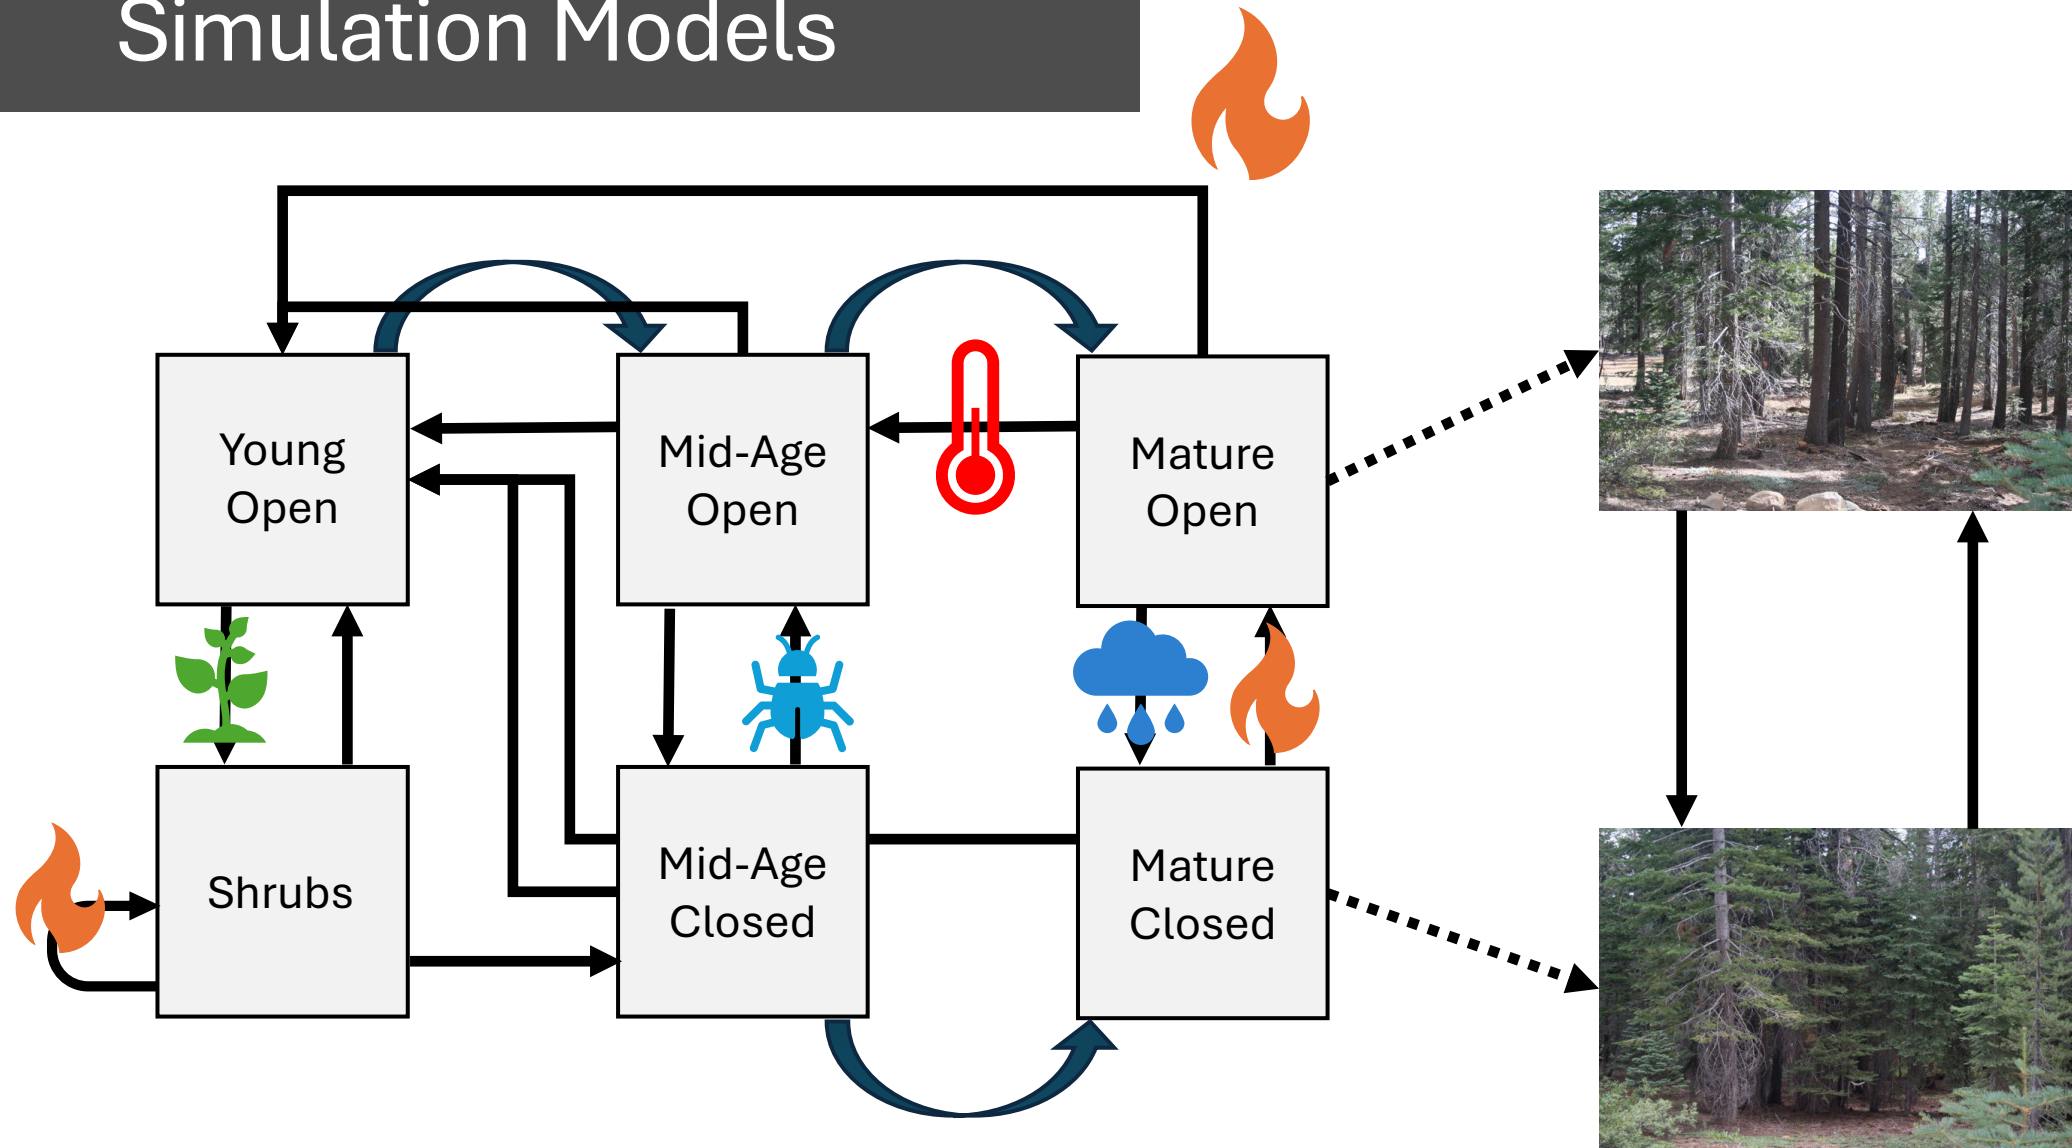 Simulation Models
Young
Open
Mid-Age
Open
Mature
Open
Shrubs
Mid-Age
Closed
Mature
Closed